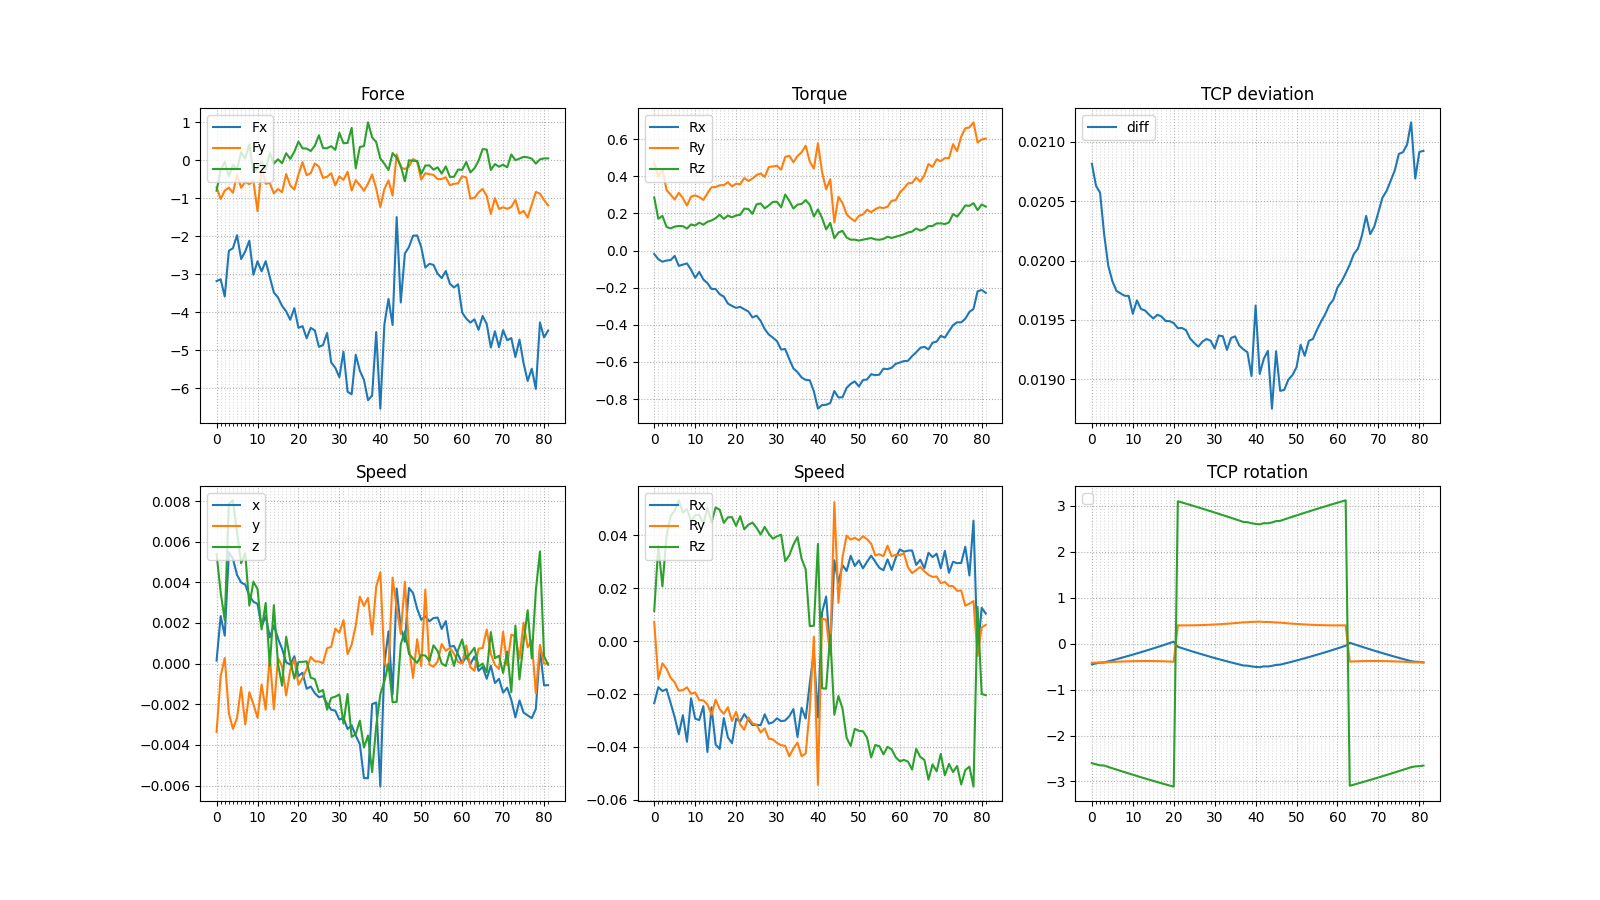 Force
Fx
Fy
Fz
1
0
−1
−2
−3
−4
−5
−6
0 10 20 30 40 50 60 70 80
Torque
Rx
Ry
Rz
0.6
0.4
0.2
0.0
−0.2
−0.4
−0.6
−0.8
0 10 20 30 40 50 60 70 80
TCP deviation
diff
0.0210
0.0205
0.0200
0.0195
0.0190
0 10 20 30 40 50 60 70 80
Speed
x
y
z
0.008
0.006
0.004
0.002
0.000
−0.002
−0.004
−0.006
0 10 20 30 40 50 60 70 80
Speed
Rx
Ry
Rz
0.04
0.02
0.00
−0.02
−0.04
−0.06
0 10 20 30 40 50 60 70 80
TCP rotation
3
2
1
0
−1
−2
−3
0 10 20 30 40 50 60 70 80